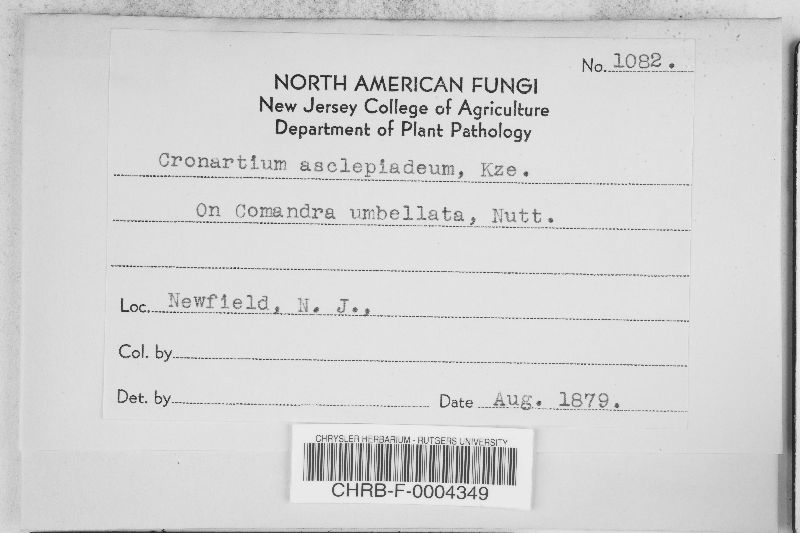 No. 1082.
NORTH AMERICAN FUNGI
New Jersey College of Agriculture
Department of Plant Pathology
Cronartium asclepiadeum, Kze.
On Comandra umbellata, Nutt.
Loc. Newfield, N. J.,
Col. by
Det. by Date Aug. 1879.
CHRYSLER HERBARIUM - RUTGERS UNIVERSITY
CHRB-F-0004349